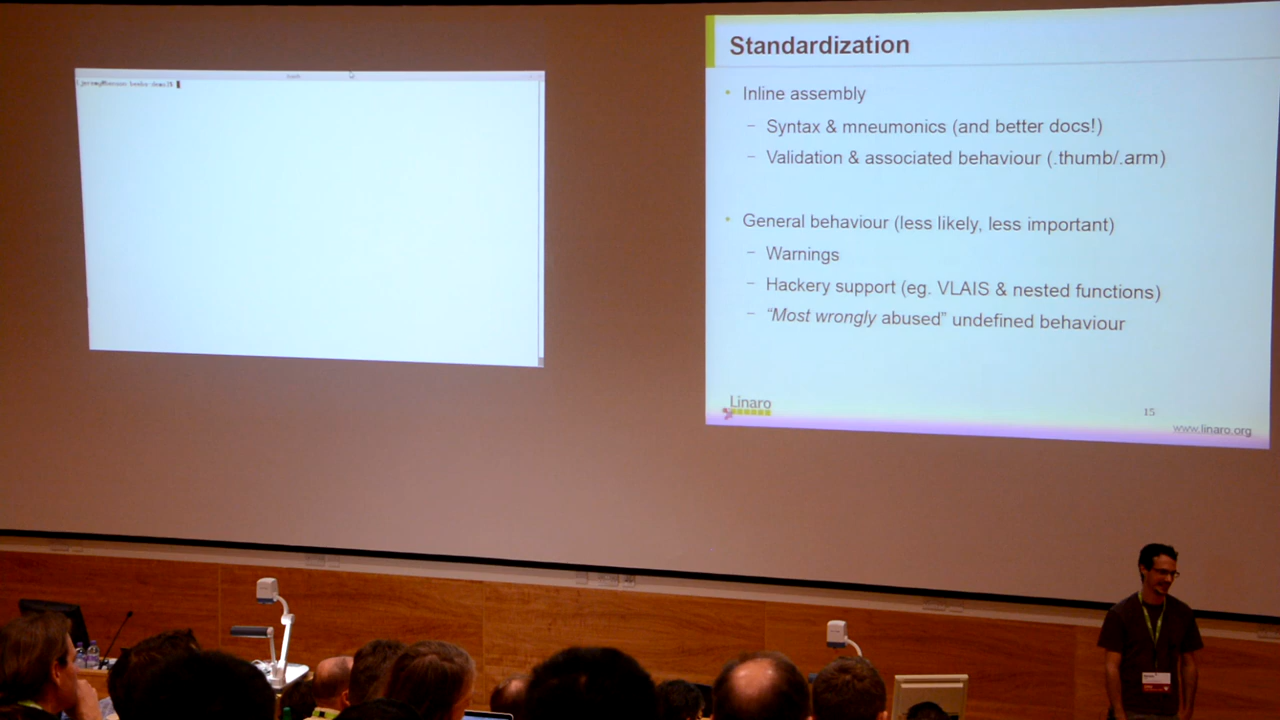 Standardization
• Inline assembly
– Syntax & mneumonics (and better docs!)
– Validation & associated behaviour (.thumb/.arm)
• General behaviour (less likely, less important)
– Warnings
– Hackery support (eg. VLAIS & nested functions)
– “Most wrongly abused” undefined behaviour
Linaro
15
www.linaro.org